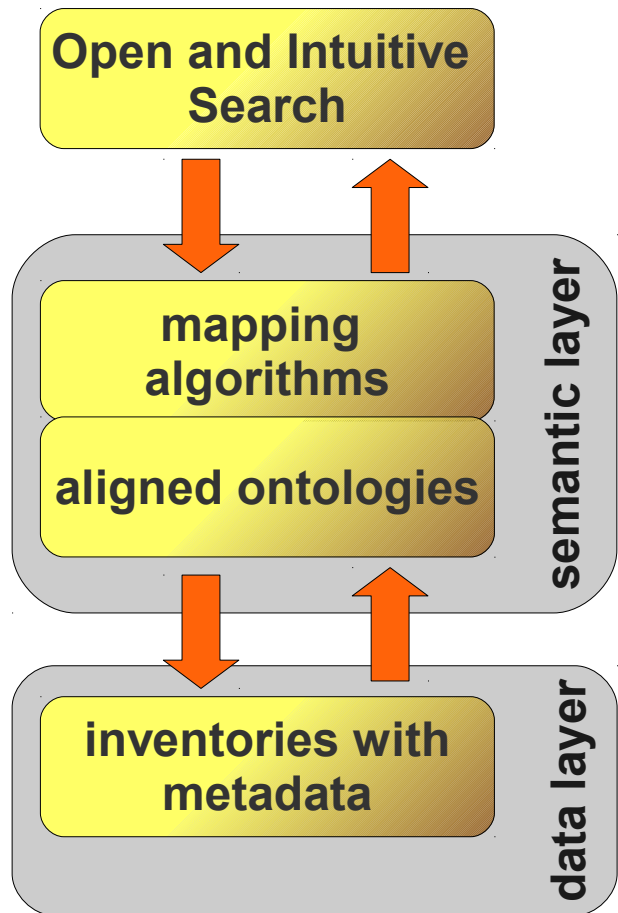 Open and Intuitive
Search
mapping
algorithms
aligned ontologies
semantic layer
inventories with
metadata
data layer